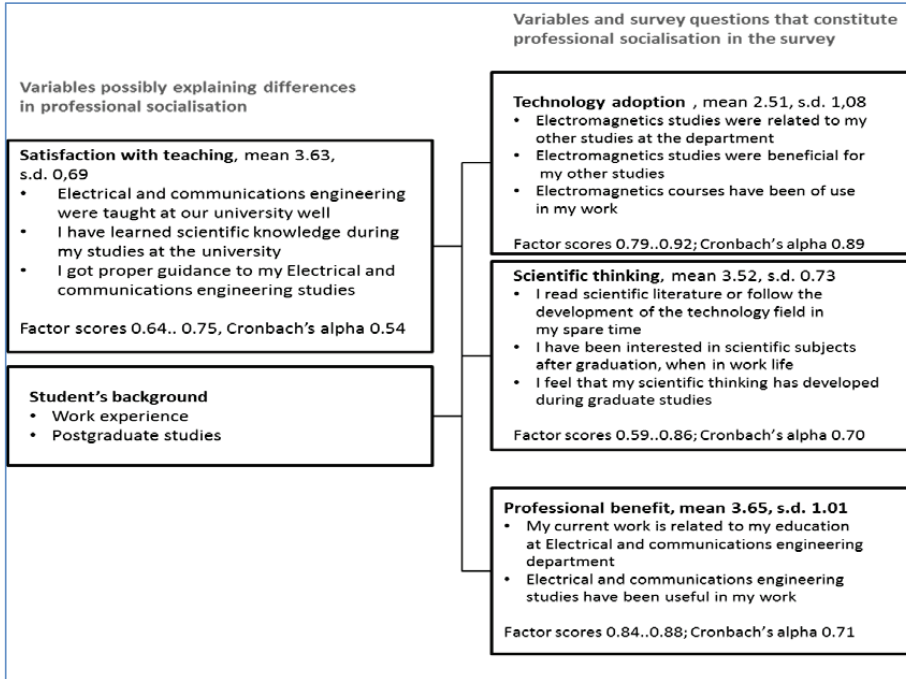 Variables possibly explaining differences
in professional socialisation
Satisfaction with teaching, mean 3.63,
s.d. 0,69
• Electrical and communications engineering
were taught at our university well
• I have learned scientific knowledge during
my studies at the university
• I got proper guidance to my Electrical and
communications engineering studies
Factor scores 0.64.. 0.75, Cronbach's alpha 0.54
Student's background
• Work experience
• Postgraduate studies
Variables and survey questions that constitute
professional socialisation in the survey
Technology adoption , mean 2.51, s.d. 1,08
• Electromagnetics studies were related to my
other studies at the department
• Electromagnetics studies were beneficial for
my other studies
• Electromagnetics courses have been of use
in my work
Factor scores 0.79..0.92; Cronbach's alpha 0.89
Scientific thinking, mean 3.52, s.d. 0.73
• I read scientific literature or follow the
development of the technology field in
my spare time
• I have been interested in scientific subjects
after graduation, when in work life
• I feel that my scientific thinking has developed
during graduate studies
Factor scores 0.59..0.86; Cronbach's alpha 0.70
Professional benefit, mean 3.65, s.d. 1.01
• My current work is related to my education
at Electrical and communications engineering
department
• Electrical and communications engineering
studies have been useful in my work
Factor scores 0.84..0.88; Cronbach's alpha 0.71